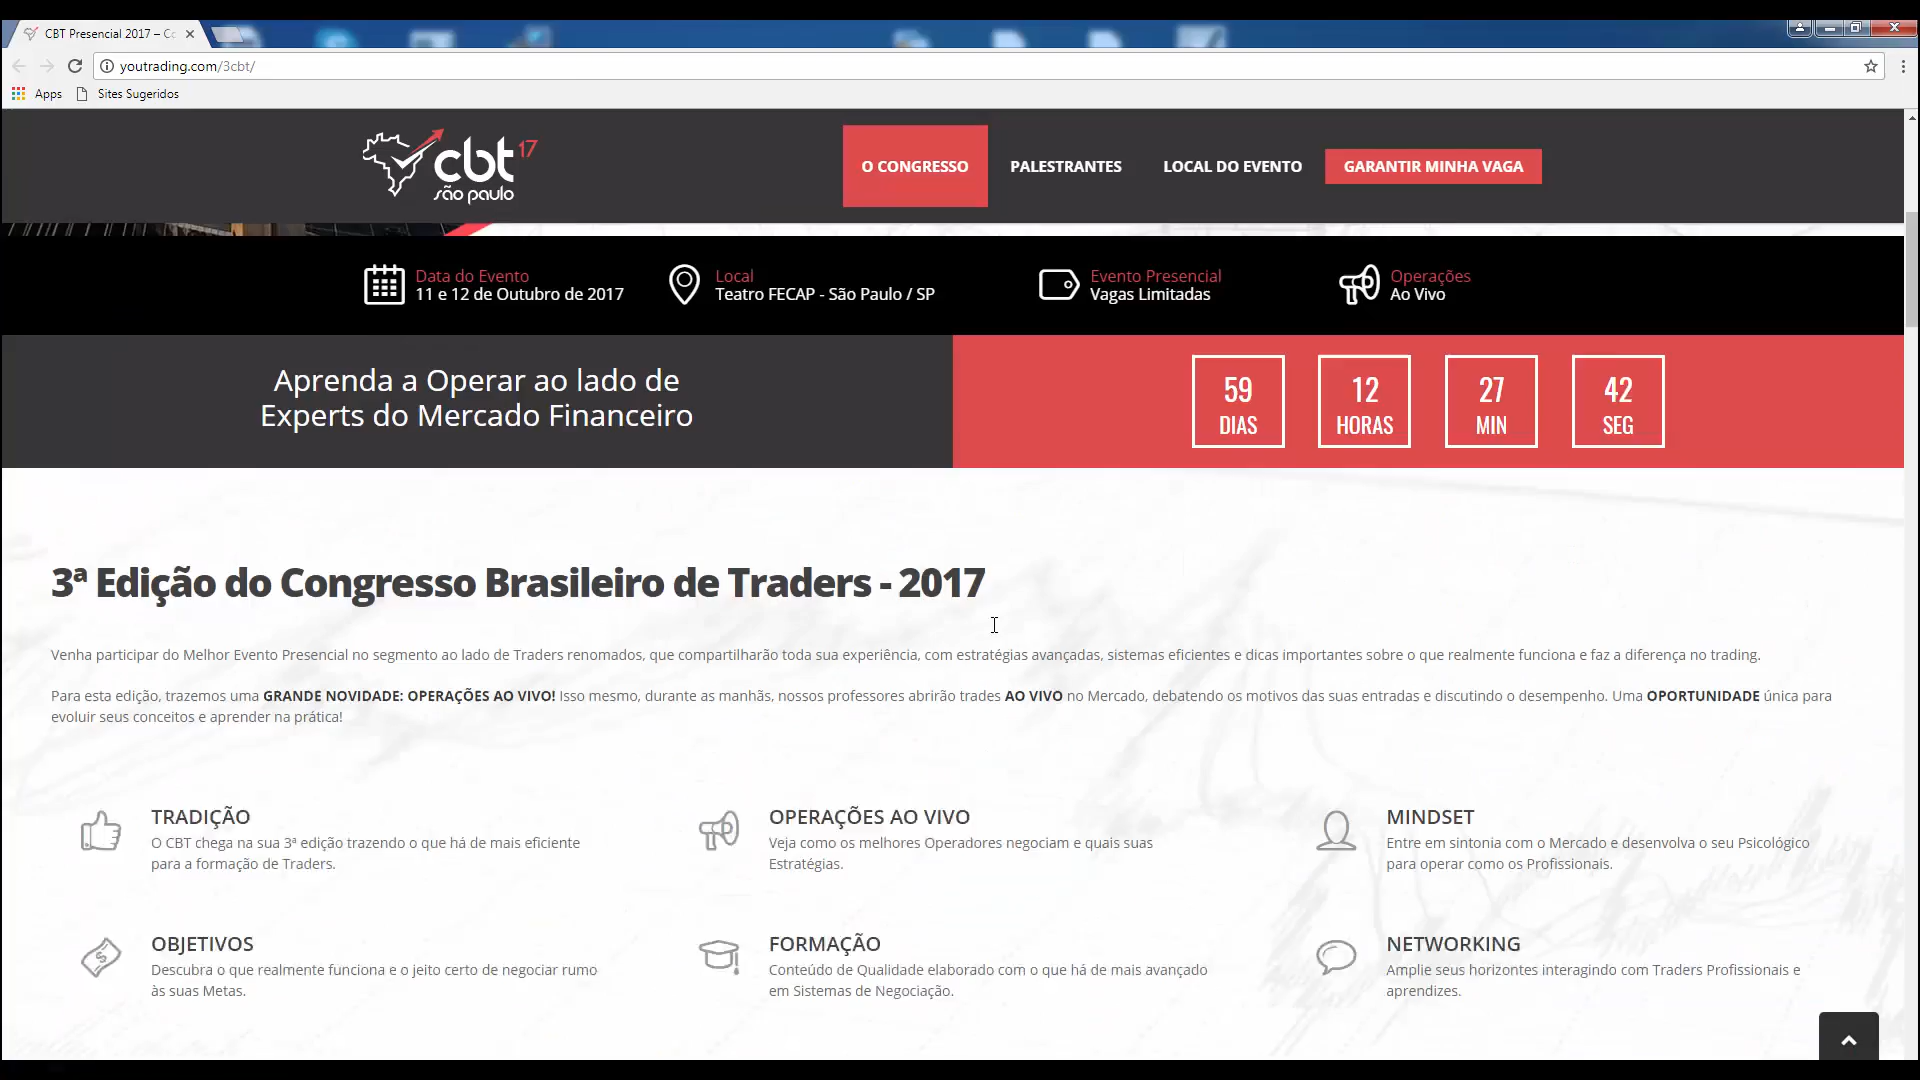 CBT Presencial 2017 – Co
youtrading.com/3cbt/
Apps Sites Sugeridos
cbt 17
são paulo
O CONGRESSO PALESTRANTES LOCAL DO EVENTO GARANTIR MINHA VAGA
Data do Evento
11 e 12 de Outubro de 2017
Local
Teatro FECAP - São Paulo / SP
Evento Presencial
Vagas Limitadas
Operações
Ao Vivo
Aprenda a Operar ao lado de
Experts do Mercado Financeiro
59 12 27 42
DIAS HORAS MIN SEG
3ª Edição do Congresso Brasileiro de Traders - 2017
Venha participar do Melhor Evento Presencial no segmento ao lado de Traders renomados, que compartilharão toda sua experiência, com estratégias avançadas, sistemas eficientes e dicas importantes sobre o que realmente funciona e faz a diferença no trading.
Para esta edição, trazemos uma GRANDE NOVIDADE: OPERAÇÕES AO VIVO! Isso mesmo, durante as manhãs, nossos professores abrirão trades AO VIVO no Mercado, debatendo os motivos das suas entradas e discutindo o desempenho. Uma OPORTUNIDADE única para
evoluir seus conceitos e aprender na prática!
TRADIÇÃO
O CBT chega na sua 3ª edição trazendo o que há de mais eficiente
para a formação de Traders.
OPERAÇÕES AO VIVO
Veja como os melhores Operadores negociam e quais suas
Estratégias.
MINDSET
Entre em sintonia com o Mercado e desenvolva o seu Psicológico
para operar como os Profissionais.
OBJETIVOS
Descubra o que realmente funciona e o jeito certo de negociar rumo
às suas Metas.
FORMAÇÃO
Conteúdo de Qualidade elaborado com o que há de mais avançado
em Sistemas de Negociação.
NETWORKING
Amplie seus horizontes interagindo com Traders Profissionais e
aprendizes.